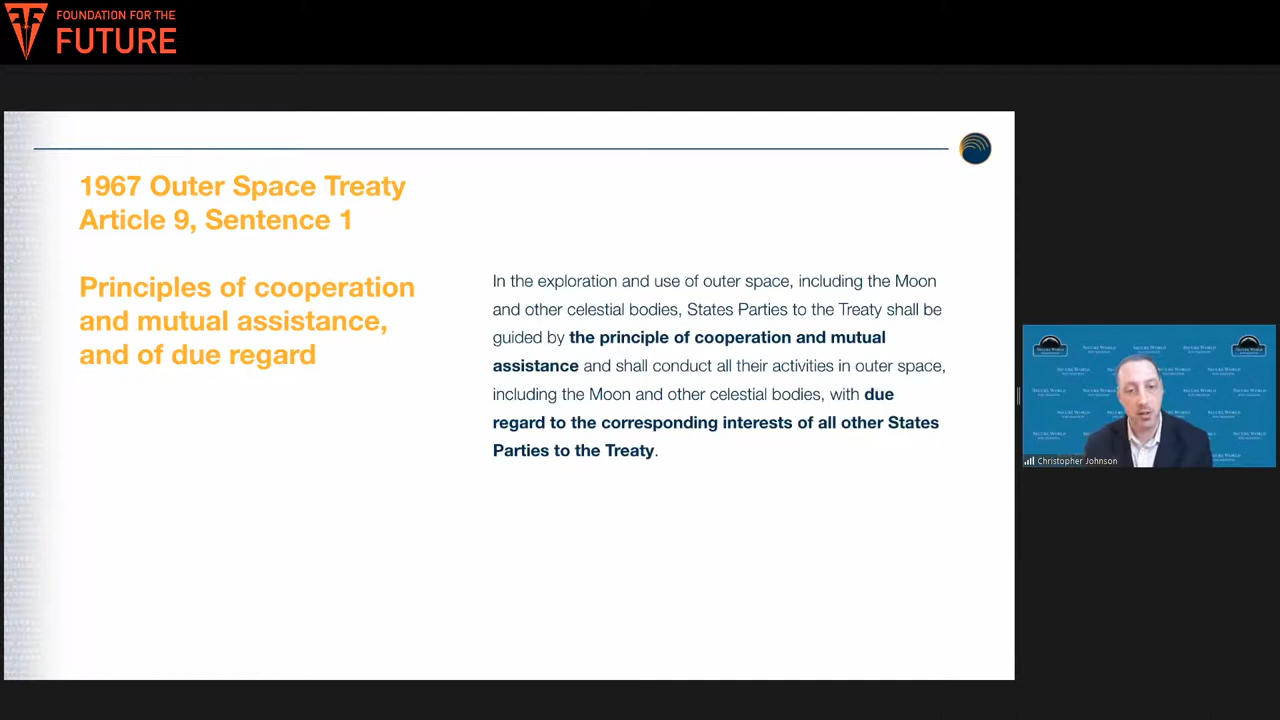 FOUNDATION FOR THE
FUTURE
1967 Outer Space Treaty
Article 9, Sentence 1
Principles of cooperation
and mutual assistance,
and of due regard
In the exploration and use of outer space, including the Moon
and other celestial bodies, States Parties to the Treaty shall be
guided by the principle of cooperation and mutual
assistance and shall conduct all their activities in outer space,
including the Moon and other celestial bodies, with due
regard to the corresponding interests of all other States
Parties to the Treaty.
SECURE WORLD
FOUNDATION
Christopher Johnson